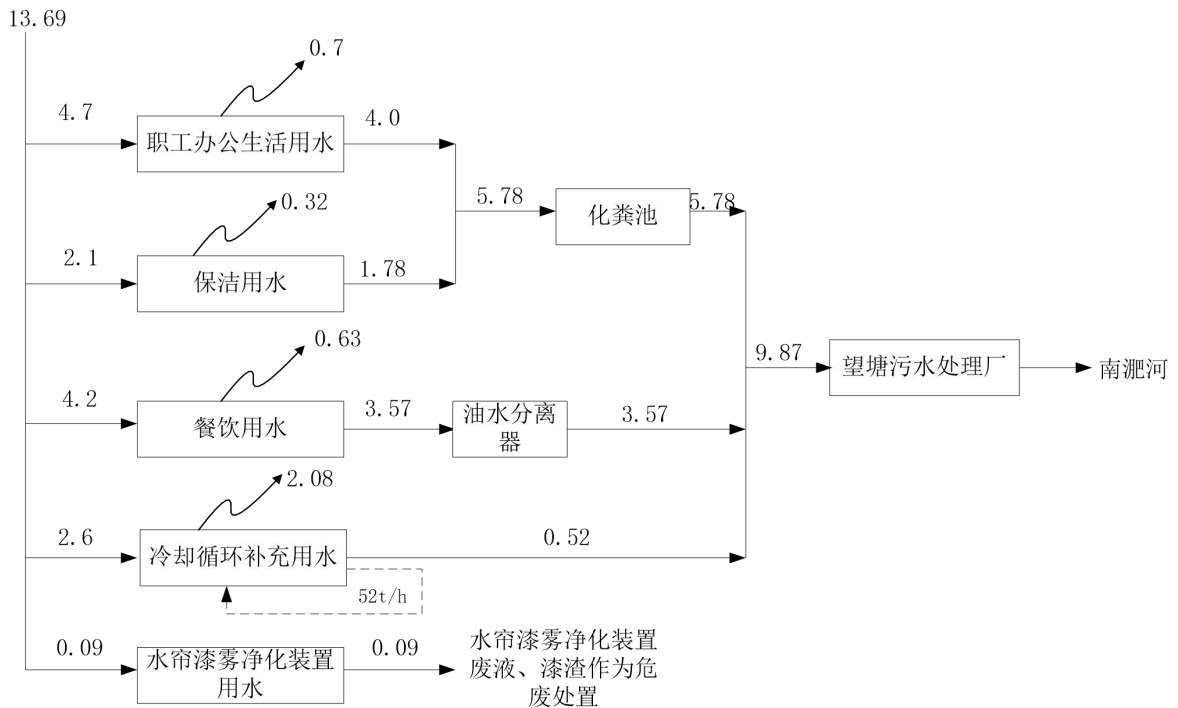 13.69
0.7
4.7
职工办公生活用水
4.0
0.32
5.78
化粪池
5.78
2.1
保洁用水
1.78
0.63
9.87
望塘污水处理厂
南淝河
4.2
餐饮用水
3.57
油水分离
器
3.57
2.08
2.6
冷却循环补充用水
0.52
52t/h
0.09
水帘漆雾净化装置
用水
0.09
水帘漆雾净化装置
废液、漆渣作为危
废处置